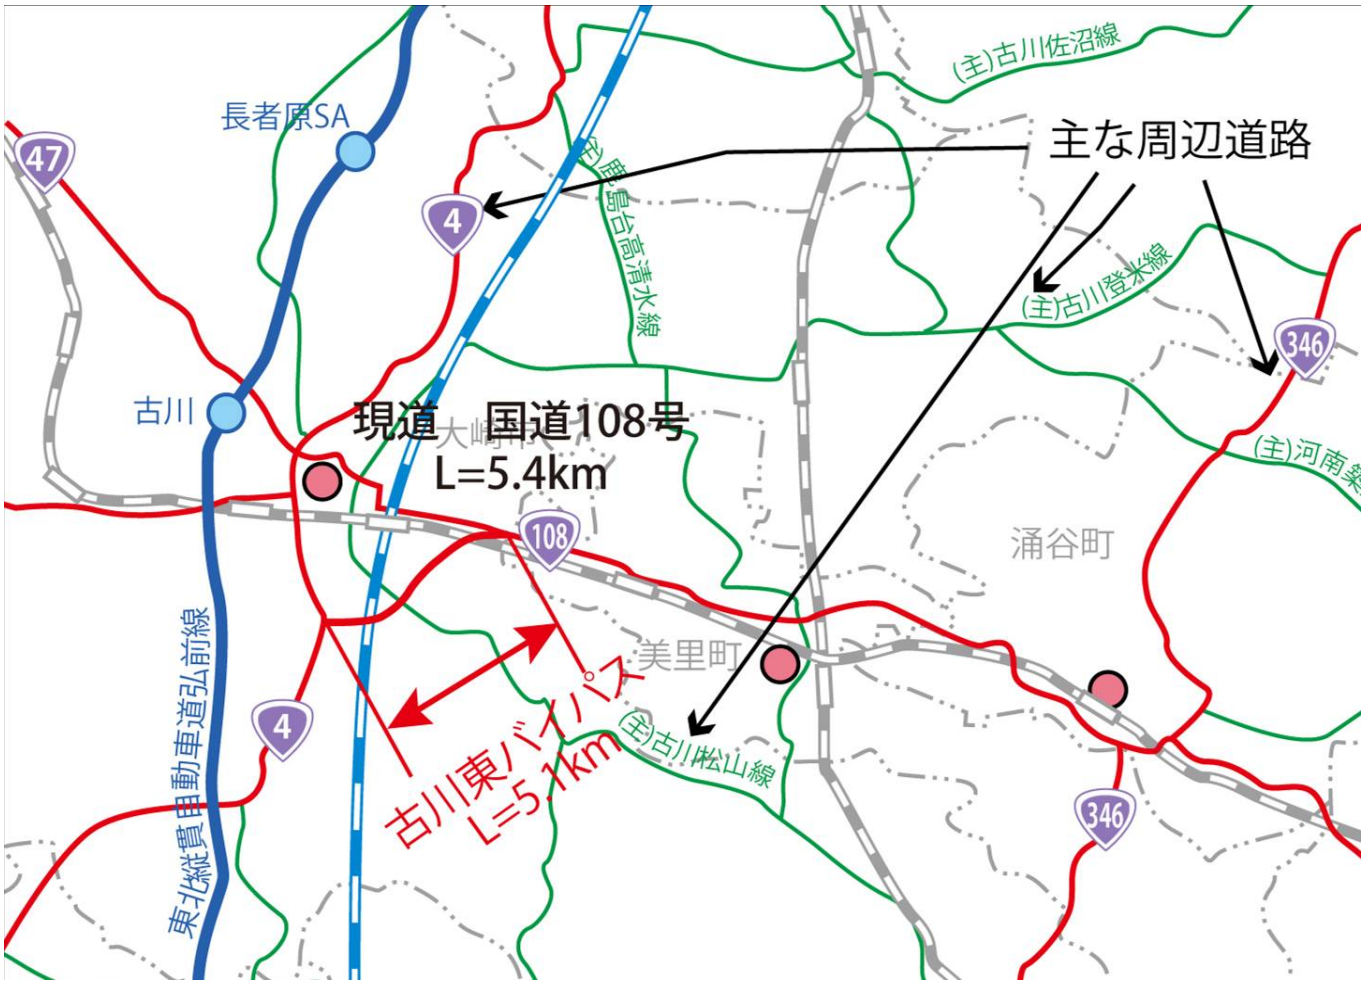 (主)古川佐沼線
長者原SA
主な周辺道路
47
(主)鹿島台高清水線
4
(主)古川登米線
346
古川
現道 国道108号
L=5.4km
(主)河南築
108
涌谷町
美里町
古川東バイパス
L=5.1km
(主)古川松山線
4
東北縦貫自動車道弘前線
346